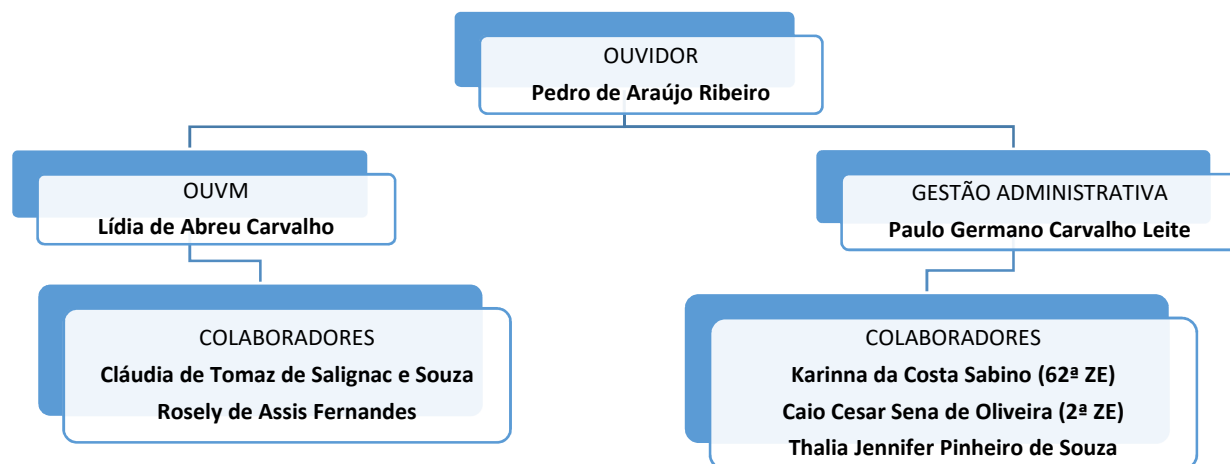 OUVIDOR
Pedro de Araújo Ribeiro
OUVM
Lídia de Abreu Carvalho
GESTÃO ADMINISTRATIVA
Paulo Germano Carvalho Leite
COLABORADORES
Cláudia de Tomaz de Salignac e Souza
Rosely de Assis Fernandes
COLABORADORES
Karinna da Costa Sabino (62ª ZE)
Caio Cesar Sena de Oliveira (2ª ZE)
Thalia Jennifer Pinheiro de Souza